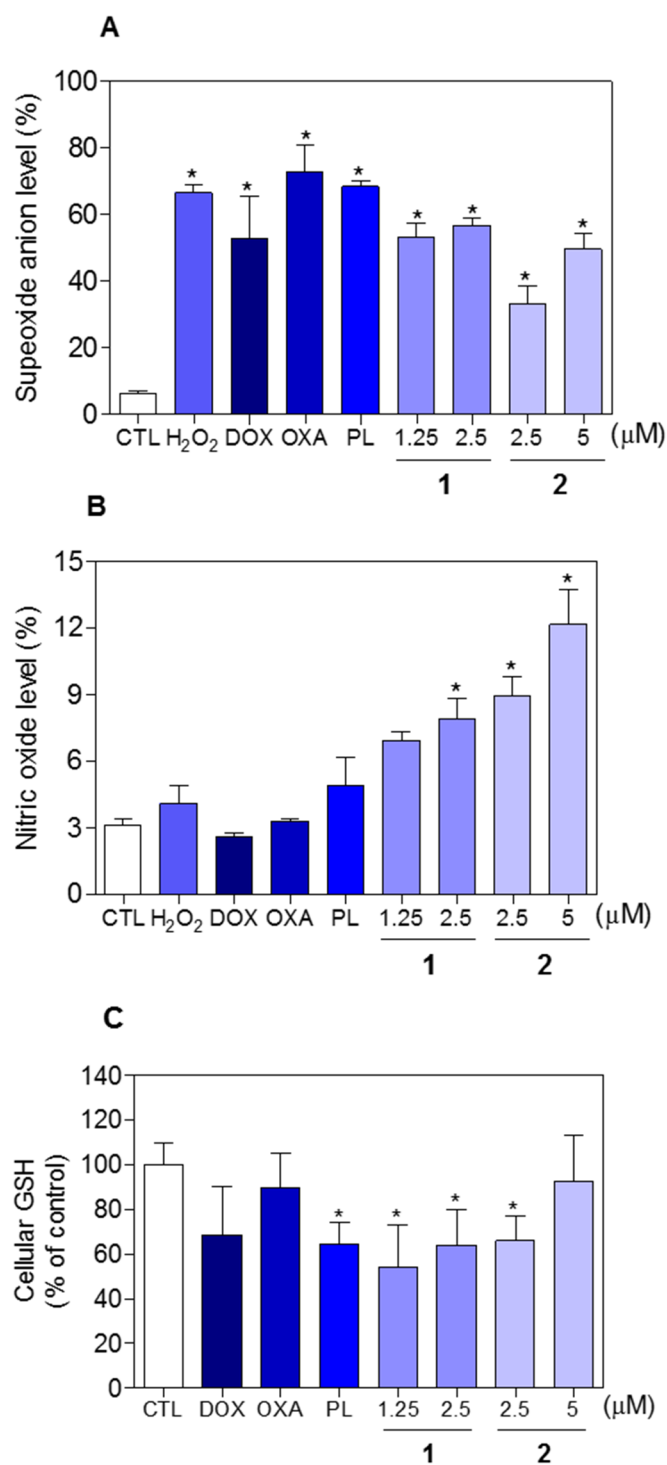 A
Supeoxide anion level (%)
100
80
60
40
20
0
* * * * * * * *
CTL H₂O₂ DOX OXA PL 1.25 2.5 2.5 5 (μM)
1 2
B
Nitric oxide level (%)
15
12
9
6
3
0
* * *
CTL H₂O₂ DOX OXA PL 1.25 2.5 2.5 5 (μM)
1 2
C
Cellular GSH
(% of control)
140
120
100
80
60
40
20
0
* * * *
CTL DOX OXA PL 1.25 2.5 2.5 5 (μM)
1 2